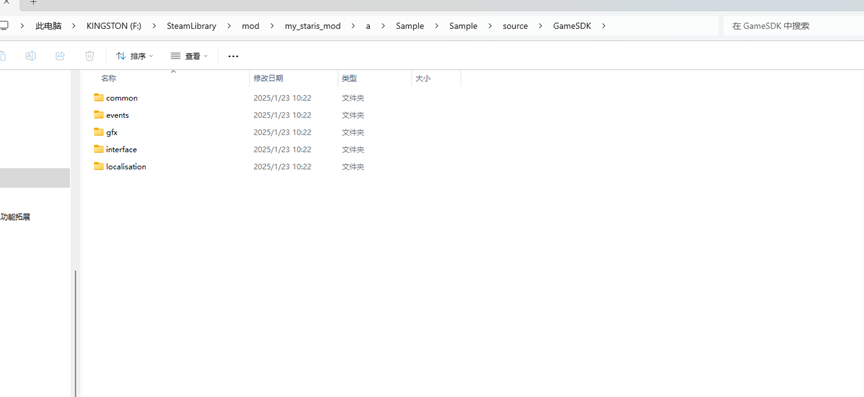 此电脑 > KINGSTON (F:) > SteamLibrary > mod > my_staris_mod > a > Sample > Sample > source > GameSDK >
在 GameSDK 中搜索
排序 查看 ...
名称 修改日期 类型 大小
common 2025/1/23 10:22 文件夹
events 2025/1/23 10:22 文件夹
gfx 2025/1/23 10:22 文件夹
interface 2025/1/23 10:22 文件夹
localisation 2025/1/23 10:22 文件夹
功能拓展